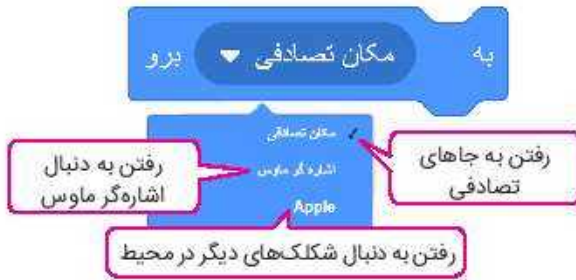 به مکان تصادفی برو
مکان تصادفی
اشاره‌گر ماوس
Apple
رفتن به جاهای
تصادفی
رفتن به دنبال
اشاره‌گر ماوس
رفتن به دنبال شکلک‌های دیگر در محیط